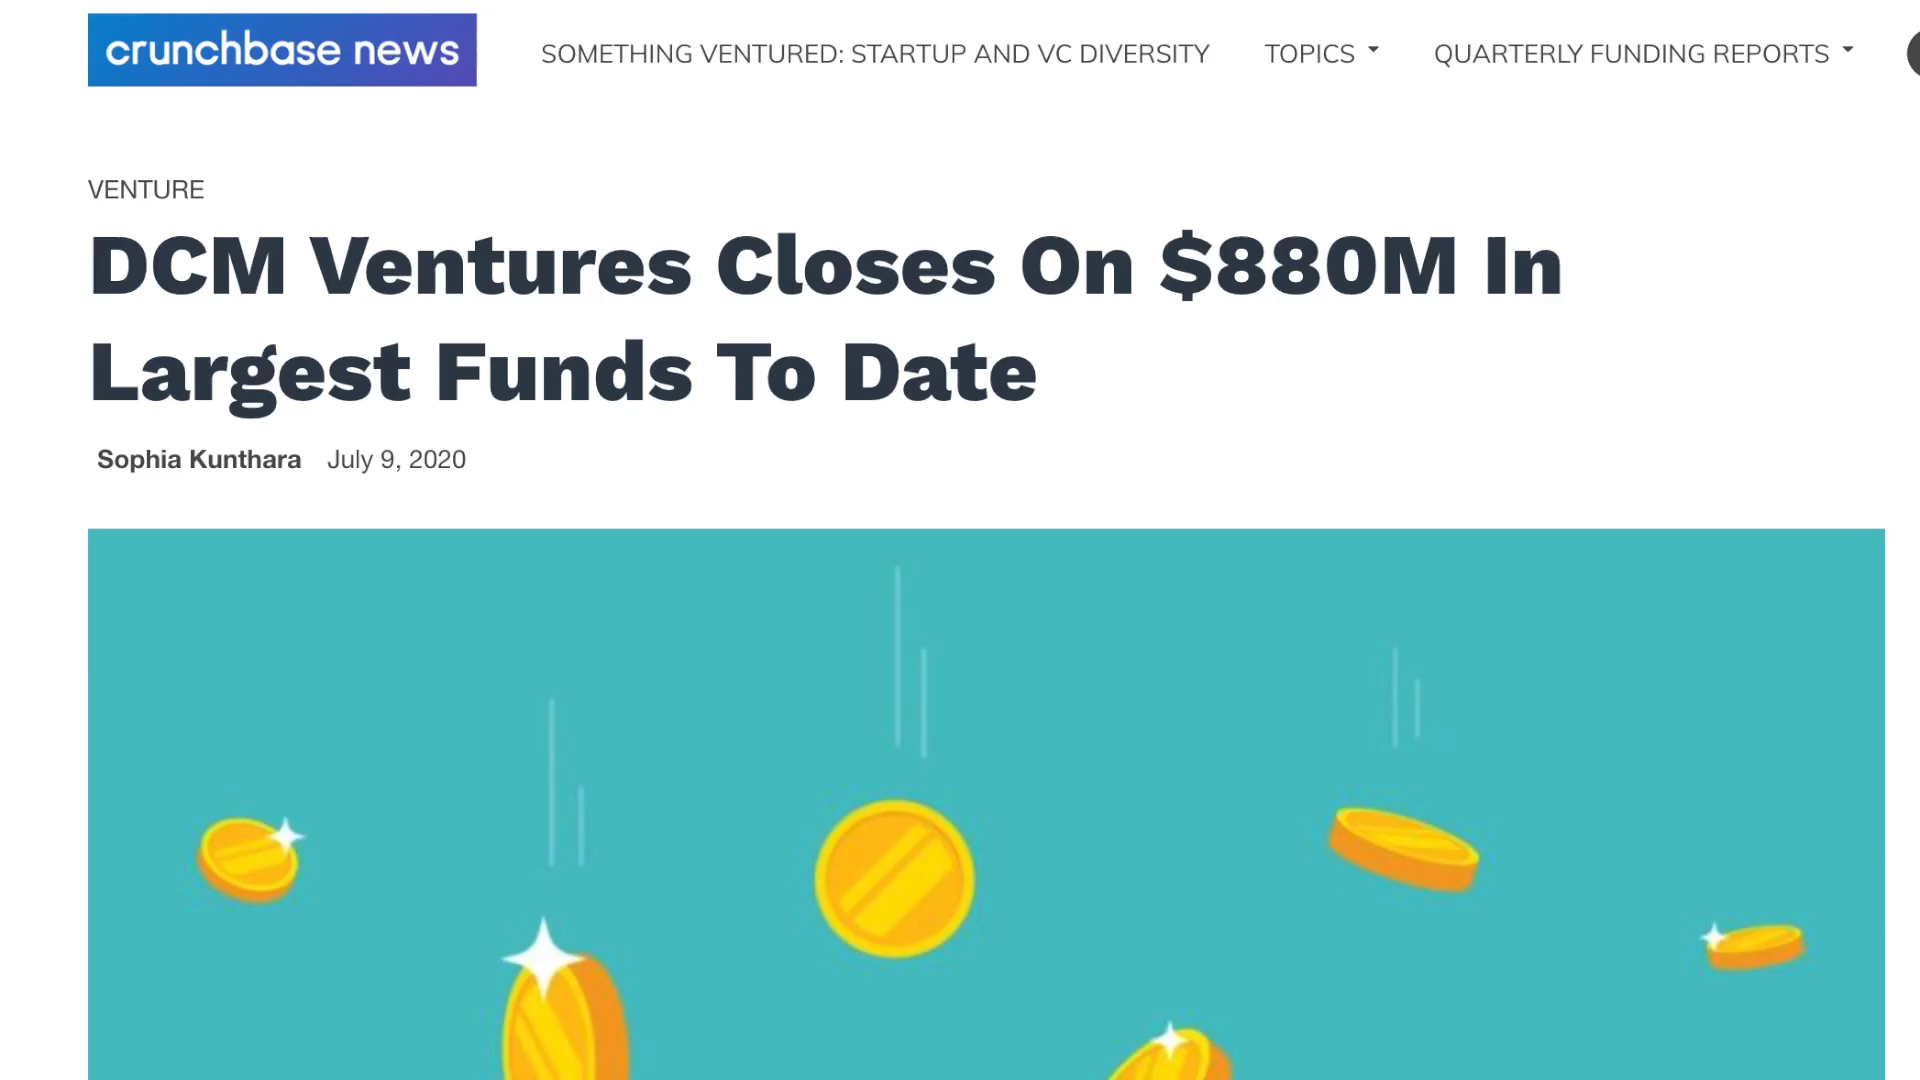 crunchbase news
SOMETHING VENTURED: STARTUP AND VC DIVERSITY
TOPICS
QUARTERLY FUNDING REPORTS
VENTURE
DCM Ventures Closes On $880M In
Largest Funds To Date
Sophia Kunthara July 9, 2020